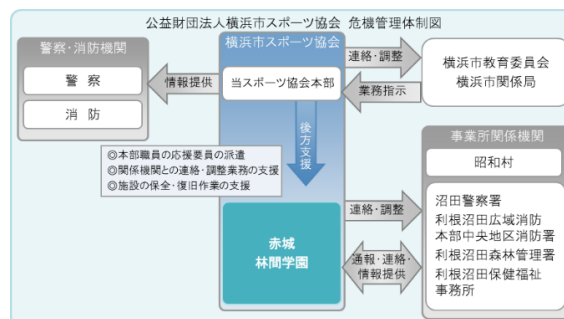 公益財団法人横浜市スポーツ協会 危機管理体制図
警察・消防機関
警 察
消 防
情報提供
横浜市スポーツ協会
当スポーツ協会本部
連絡・調整
業務指示
横浜市教育委員会
横浜市関係局
後方支援
◎本部職員の応援要員の派遣
◎関係機関との連絡・調整業務の支援
◎施設の保全・復旧作業の支援
赤城
林間学園
連絡・調整
通報・連絡・
情報提供
事業所関係機関
昭和村
沼田警察署
利根沼田広域消防
本部中央地区消防署
利根沼田森林管理署
利根沼田保健福祉
事務所